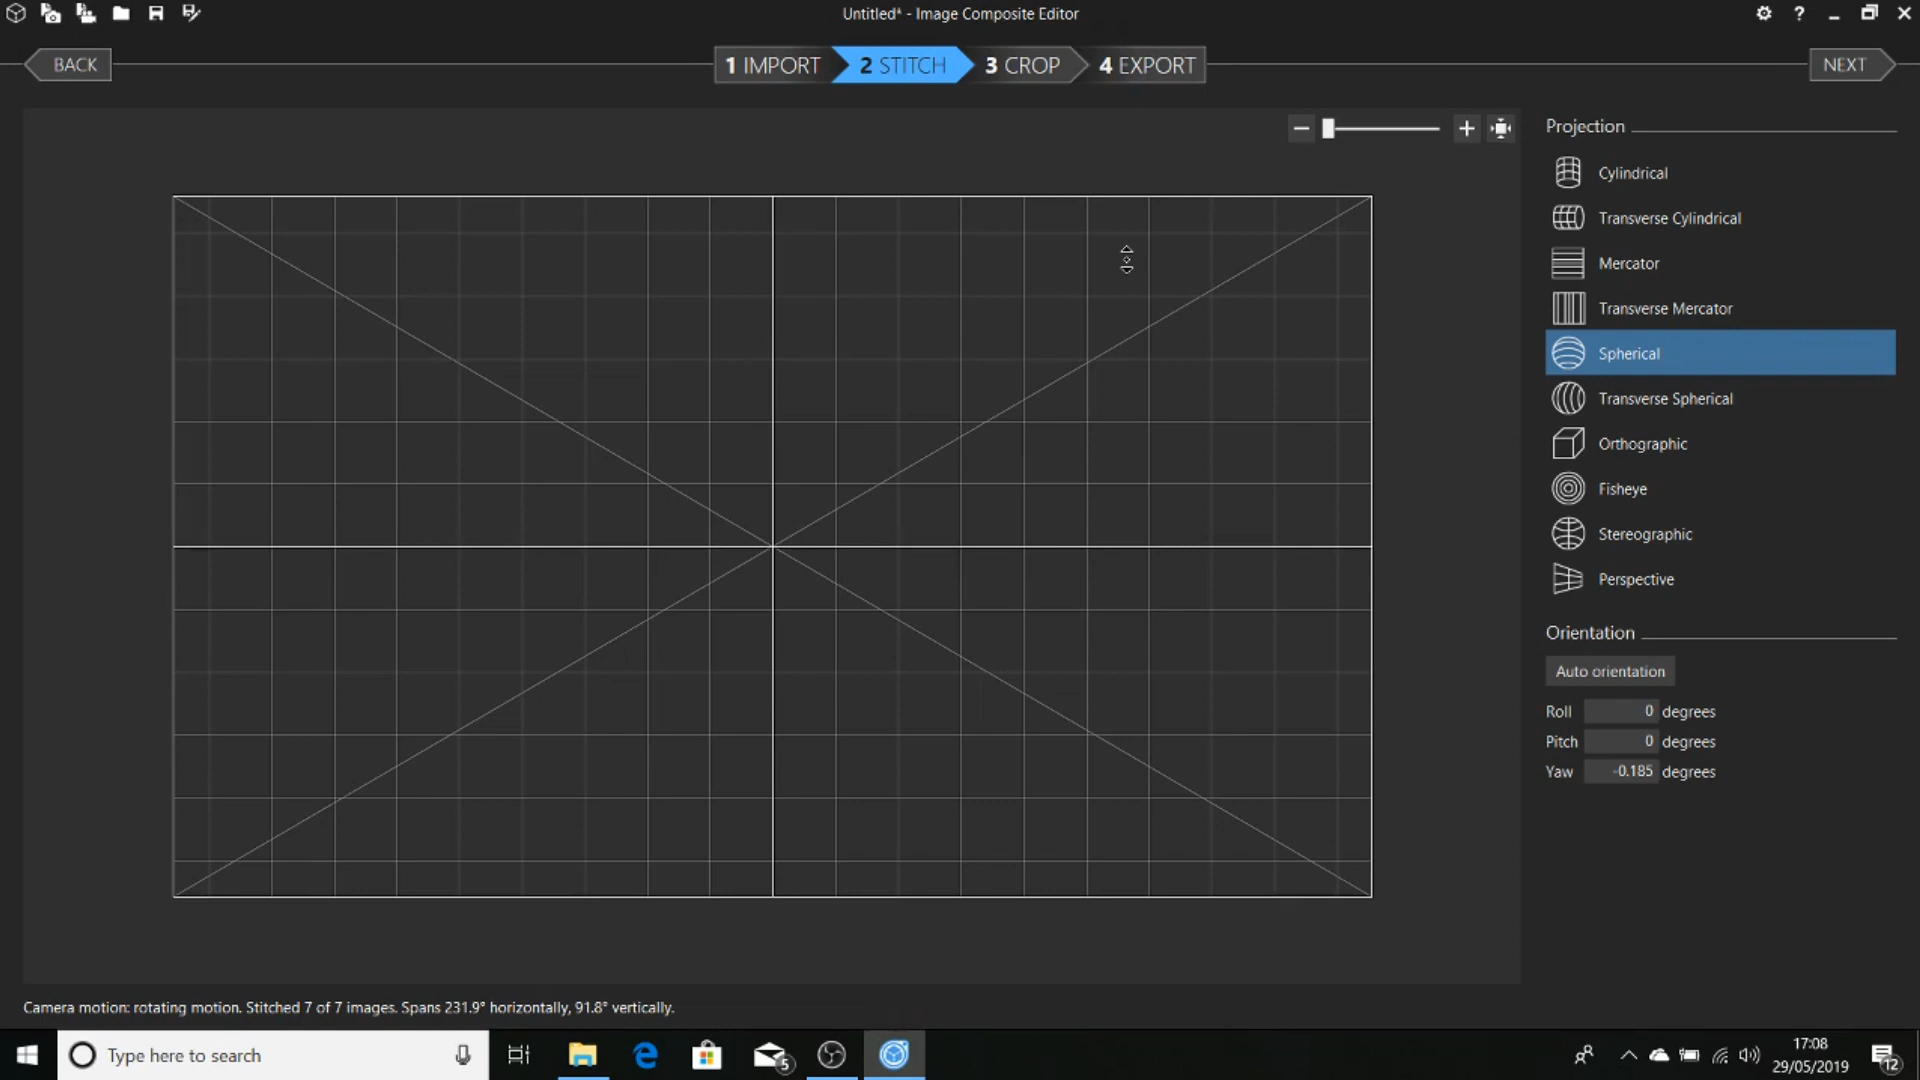 Untitled* - Image Composite Editor
BACK
1 IMPORT
2 STITCH
3 CROP
4 EXPORT
NEXT
Projection
Cylindrical
Transverse Cylindrical
Mercator
Transverse Mercator
Spherical
Transverse Spherical
Orthographic
Fisheye
Stereographic
Perspective
Orientation
Auto orientation
Roll 0 degrees
Pitch 0 degrees
Yaw -0.185 degrees
Camera motion: rotating motion. Stitched 7 of 7 images. Spans 231.9° horizontally, 91.8° vertically.
Type here to search
5
17:08
29/05/2019
12